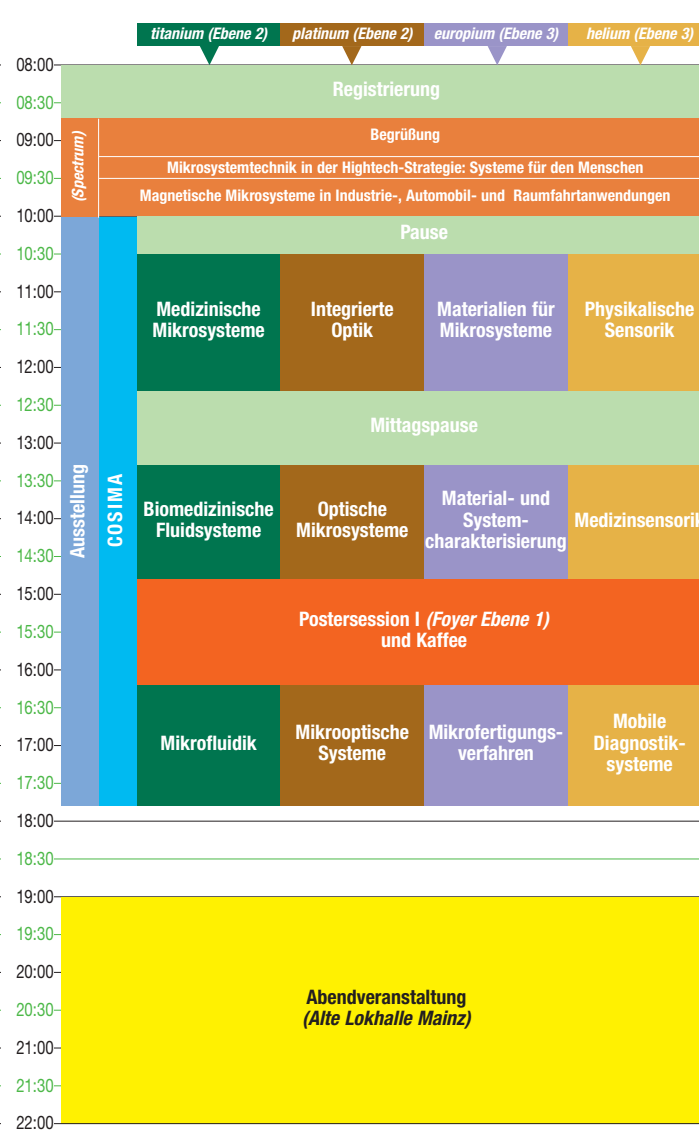 titanium (Ebene 2) platinum (Ebene 2) europium (Ebene 3) helium (Ebene 3)
08:00
Registrierung
08:30
09:00
(Spectrum)
Begrüßung
Mikrosystemtechnik in der Hightech-Strategie: Systeme für den Menschen
09:30
Magnetische Mikrosysteme in Industrie-, Automobil- und Raumfahrtanwendungen
10:00
Pause
10:30
11:00
Medizinische
Mikrosysteme
Integrierte
Optik
Materialien für
Mikrosysteme
Physikalische
Sensorik
11:30
12:00
12:30
Mittagspause
13:00
13:30
Ausstellung
COSIMA
Biomedizinische
Fluidsysteme
Optische
Mikrosysteme
Material- und
System-
charakterisierung
Medizinsensorik
14:00
14:30
15:00
Postersession I (Foyer Ebene 1)
und Kaffee
15:30
16:00
16:30
Mikrofluidik
Mikrooptische
Systeme
Mikrofertigungs-
verfahren
Mobile
Diagnostik-
systeme
17:00
17:30
18:00
18:30
19:00
19:30
20:00
Abendveranstaltung
(Alte Lokhalle Mainz)
20:30
21:00
21:30
22:00